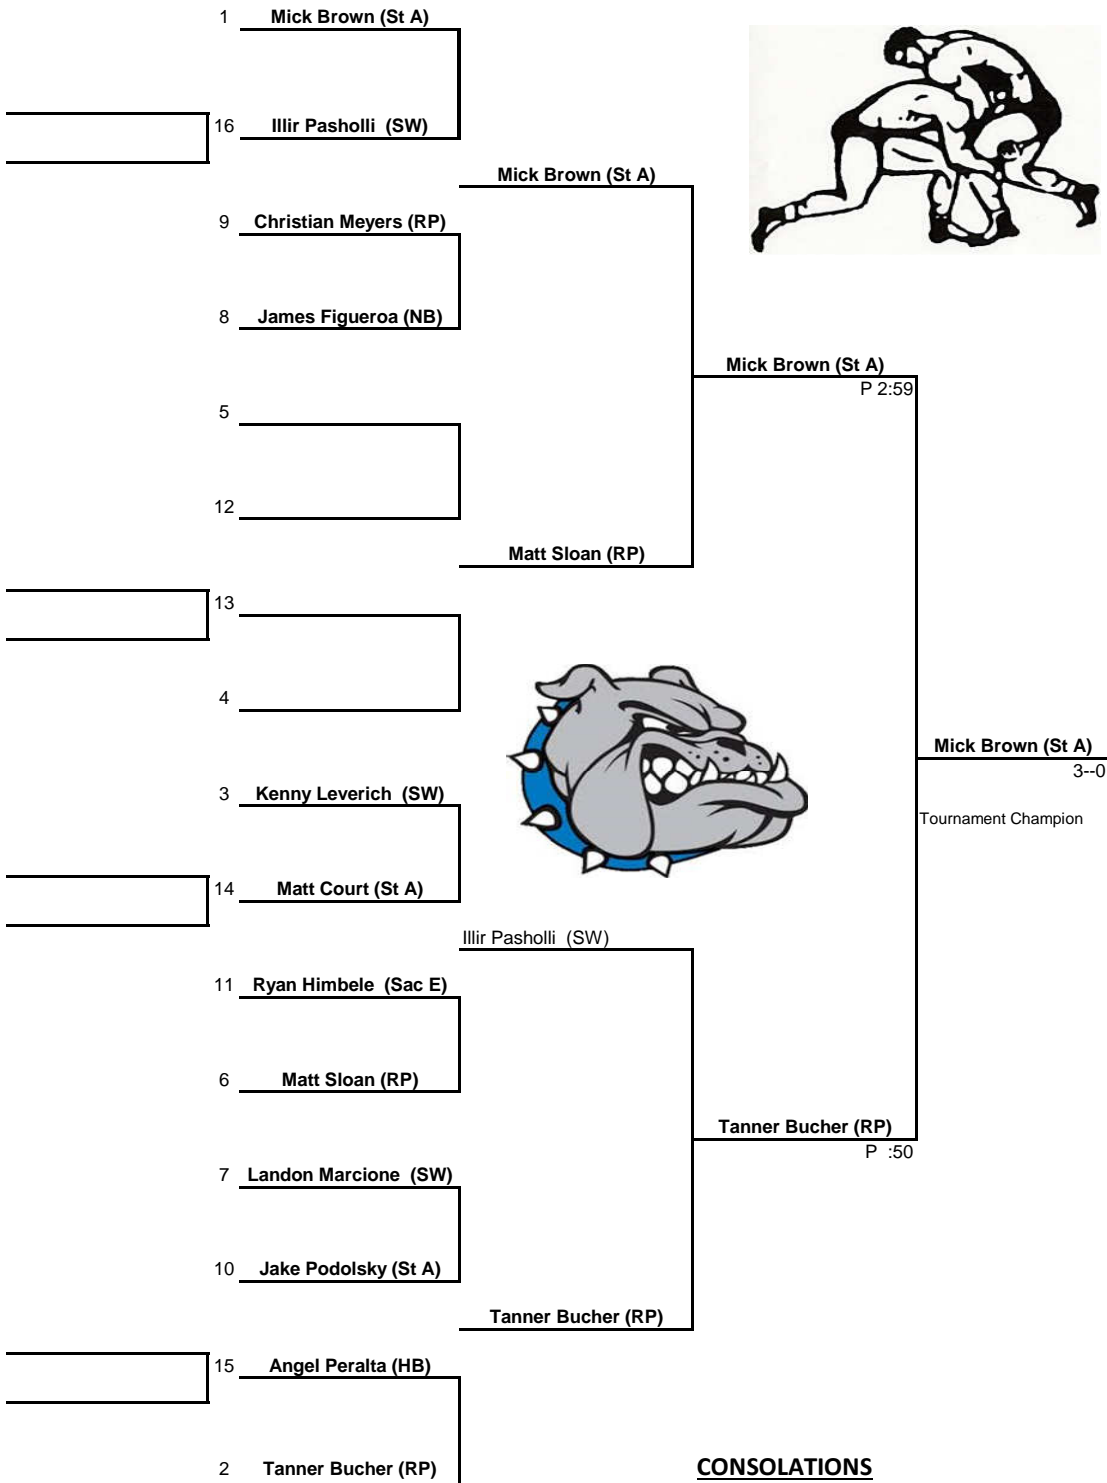 1 Mick Brown (St A)
16 Illir Pasholli (SW)
Mick Brown (St A)
9 Christian Meyers (RP)
8 James Figueroa (NB)
Mick Brown (St A)
P 2:59
5
12
Matt Sloan (RP)
13
4
Mick Brown (St A)
3--0
3 Kenny Leverich (SW)
Tournament Champion
14 Matt Court (St A)
Illir Pasholli (SW)
11 Ryan Himbele (Sac E)
6 Matt Sloan (RP)
Tanner Bucher (RP)
P :50
7 Landon Marcione (SW)
10 Jake Podolsky (St A)
Tanner Bucher (RP)
15 Angel Peralta (HB)
2 Tanner Bucher (RP)
CONSOLATIONS